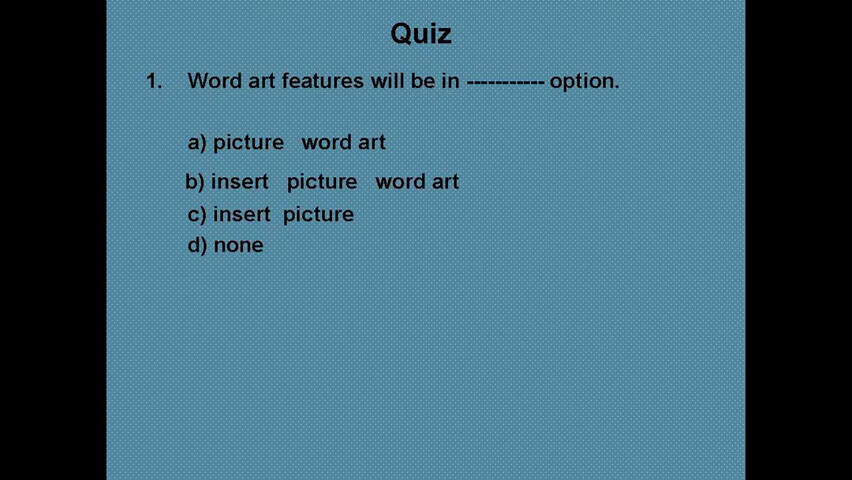 Quiz
1. Word art features will be in ----------- option.
a) picture word art
b) insert picture word art
c) insert picture
d) none